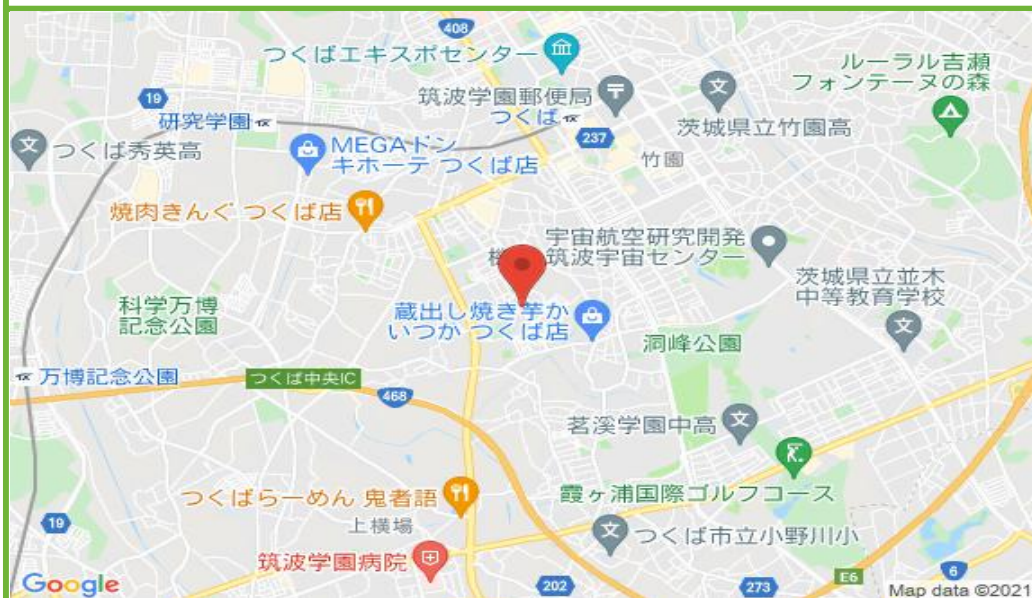 408
つくばエキスポセンター
ルーラル吉瀬
フォンテーヌの森
19
筑波学園郵便局
つくば
研究学園
237
茨城県立竹園高
つくば秀英高
MEGAドン
キホーテ つくば店
竹園
焼肉きんぐ つくば店
宇宙航空研究開発
機
筑波宇宙センター
茨城県立並木
中等教育学校
科学万博
記念公園
蔵出し焼き芋か
いつか つくば店
洞峰公園
万博記念公園
つくば中央IC
468
茗溪学園中高
つくばらーめん 鬼者語
霞ヶ浦国際ゴルフコース
19
上横場
つくば市立小野川小
筑波学園病院
Google
202
273
E6
6
Map data ©2021